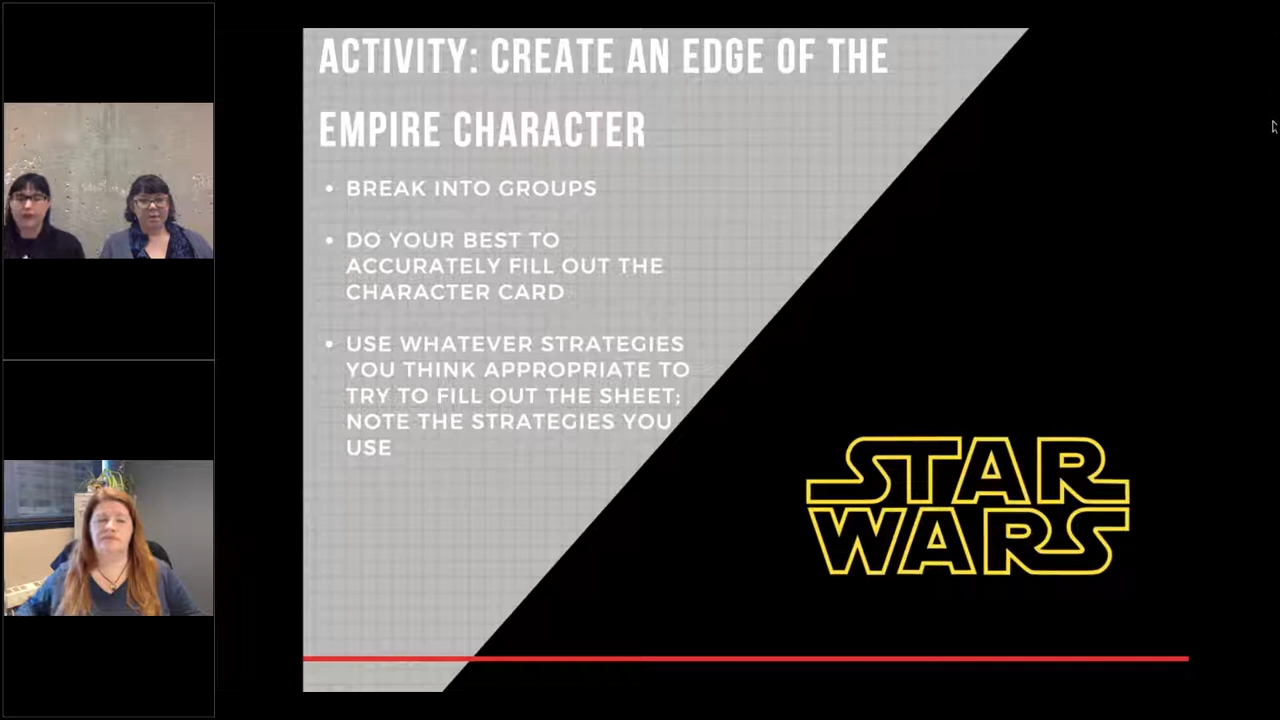 ACTIVITY: CREATE AN EDGE OF THE
EMPIRE CHARACTER
• BREAK INTO GROUPS
• DO YOUR BEST TO
ACCURATELY FILL OUT THE
CHARACTER CARD
• USE WHATEVER STRATEGIES
YOU THINK APPROPRIATE TO
TRY TO FILL OUT THE SHEET;
NOTE THE STRATEGIES YOU
USE
STAR
WARS